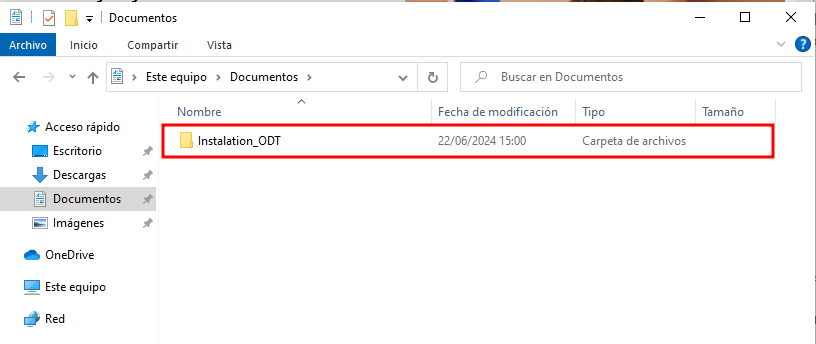 Documentos
Archivo Inicio Compartir Vista
Este equipo Documentos Buscar en Documentos
Nombre Fecha de modificación Tipo Tamaño
Instalation_ODT 22/06/2024 15:00 Carpeta de archivos
Acceso rápido
Escritorio
Descargas
Documentos
Imágenes
OneDrive
Este equipo
Red